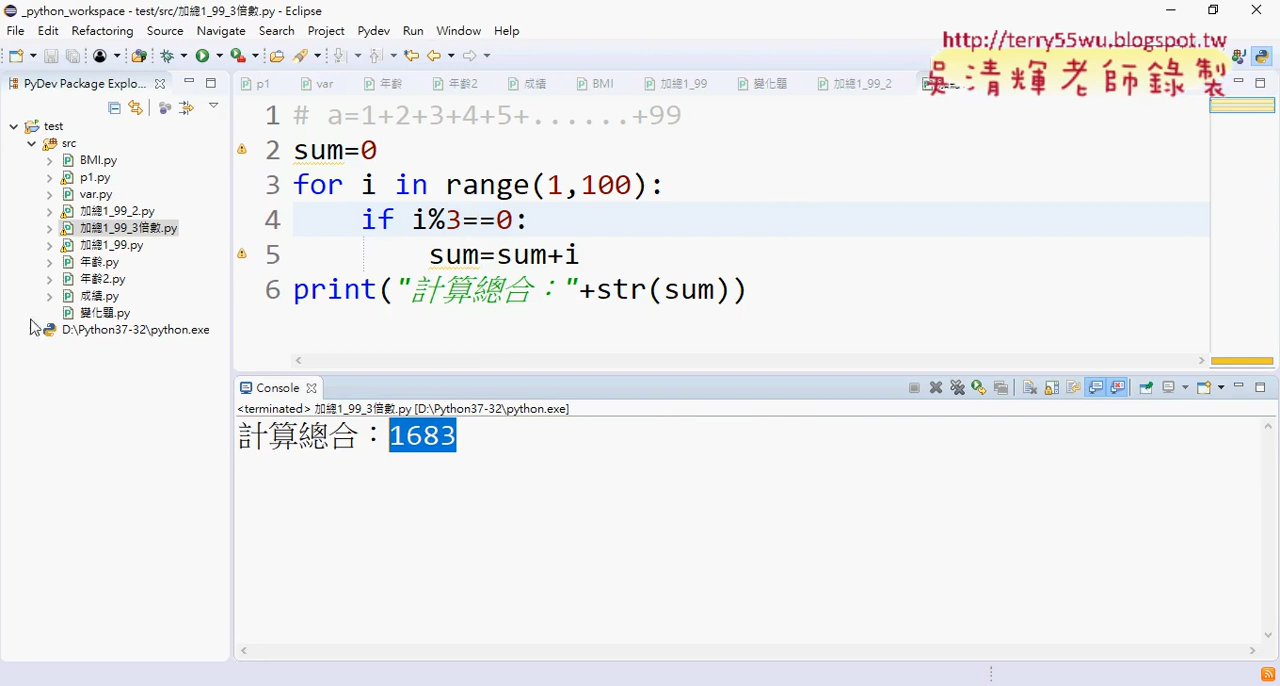 _python_workspace - test/src/加總1_99_3倍數.py - Eclipse
File Edit Refactoring Source Navigate Search Project Pydev Run Window Help
http://terry55wu.blogspot.tw
吳清輝老師錄製
PyDev Package Explo...
p1 var 年齡 年齡2 成績 BMI 加總1_99 變化題 加總1_99_2
test
src
BMI.py
p1.py
var.py
加總1_99_2.py
加總1_99_3倍數.py
加總1_99.py
年齡.py
年齡2.py
成績.py
變化題.py
D:\Python37-32\python.exe
1 # a=1+2+3+4+5+......+99
2 sum=0
3 for i in range(1,100):
4 if i%3==0:
5 sum=sum+i
6 print("計算總合："+str(sum))
Console
<terminated> 加總1_99_3倍數.py [D:\Python37-32\python.exe]
計算總合：1683